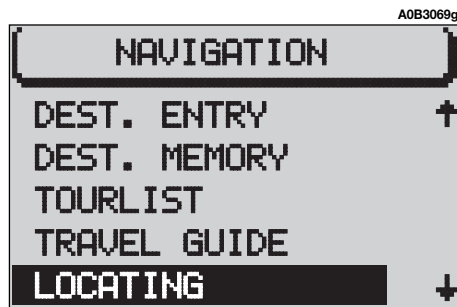 A0B3069g
NAVIGATION
DEST. ENTRY
DEST. MEMORY
TOURLIST
TRAVEL GUIDE
LOCATING